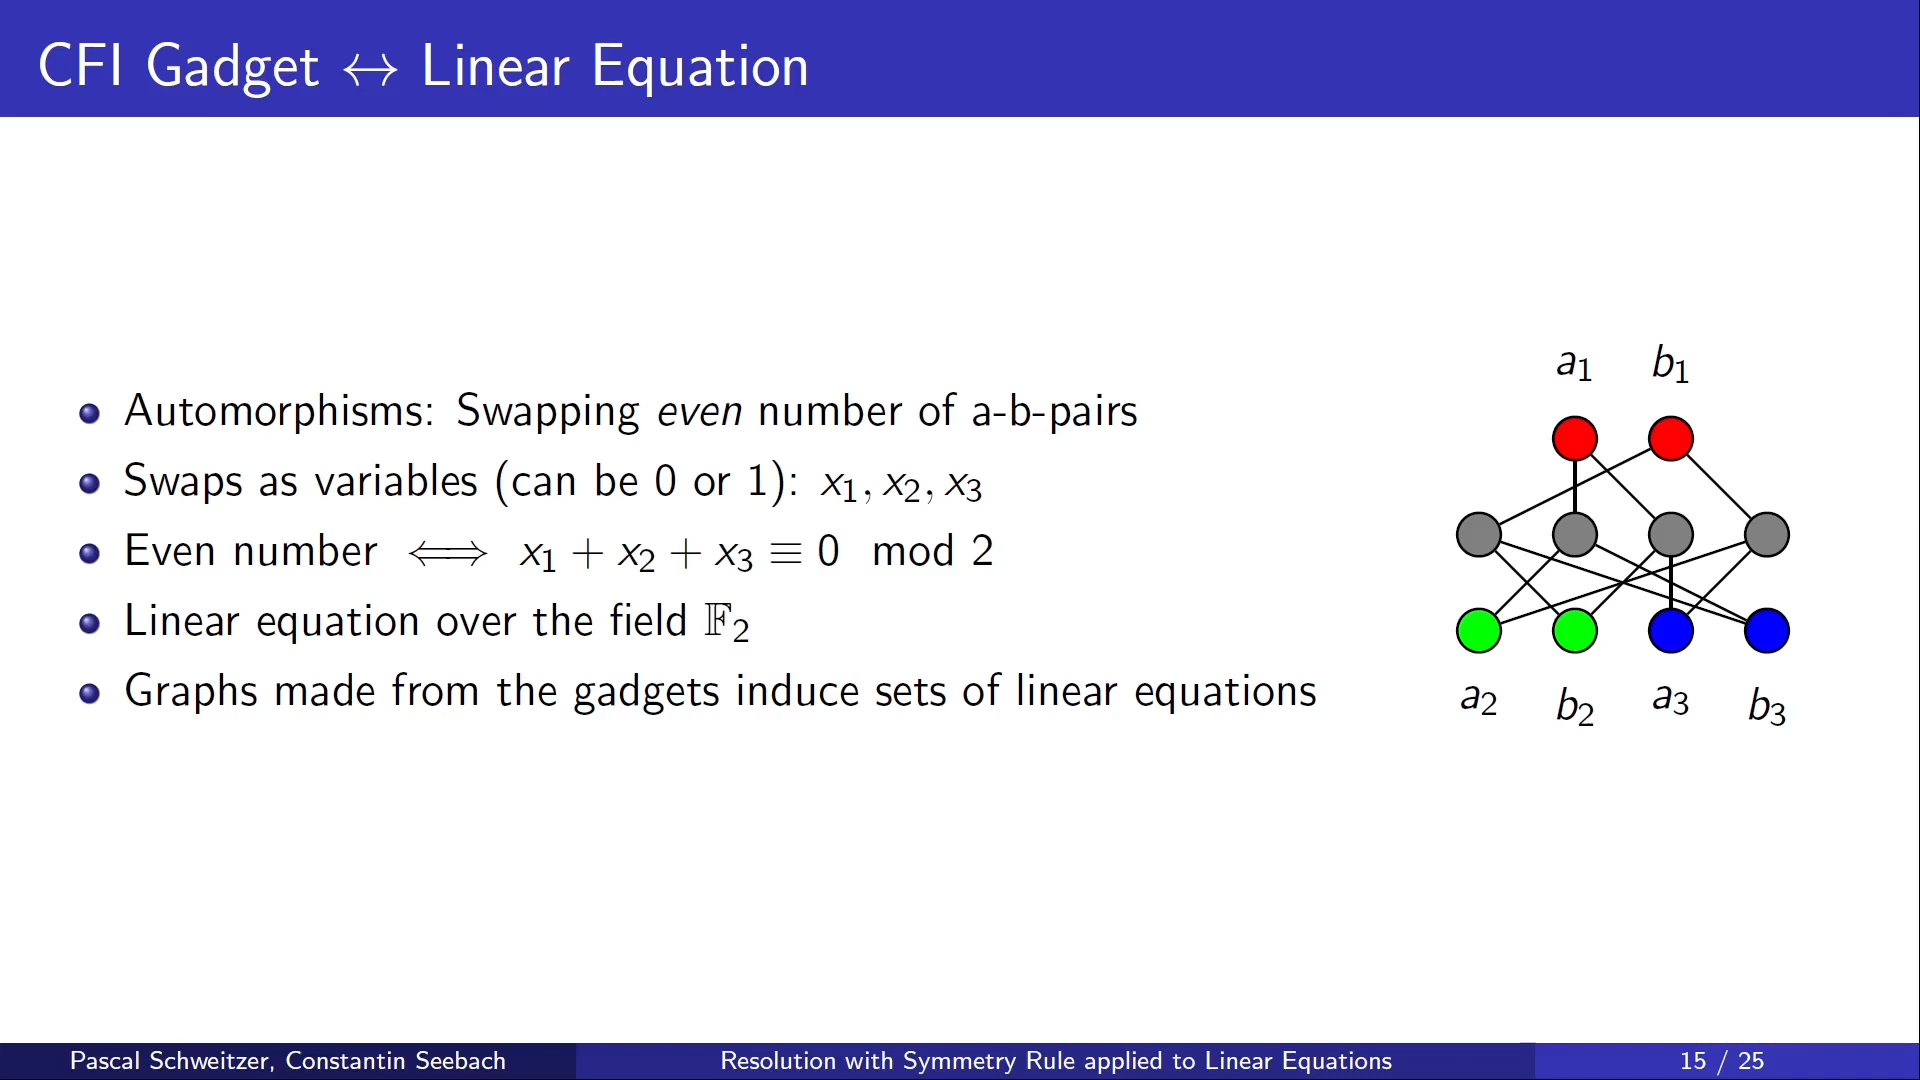 CFI Gadget ↔ Linear Equation
Automorphisms: Swapping even number of a-b-pairs
Swaps as variables (can be 0 or 1): x₁, x₂, x₃
Even number ⟺ x₁ + x₂ + x₃ ≡ 0 mod 2
Linear equation over the field 𝔽₂
Graphs made from the gadgets induce sets of linear equations
a₁ b₁
a₂ b₂ a₃ b₃
Pascal Schweitzer, Constantin Seebach
Resolution with Symmetry Rule applied to Linear Equations
15 / 25